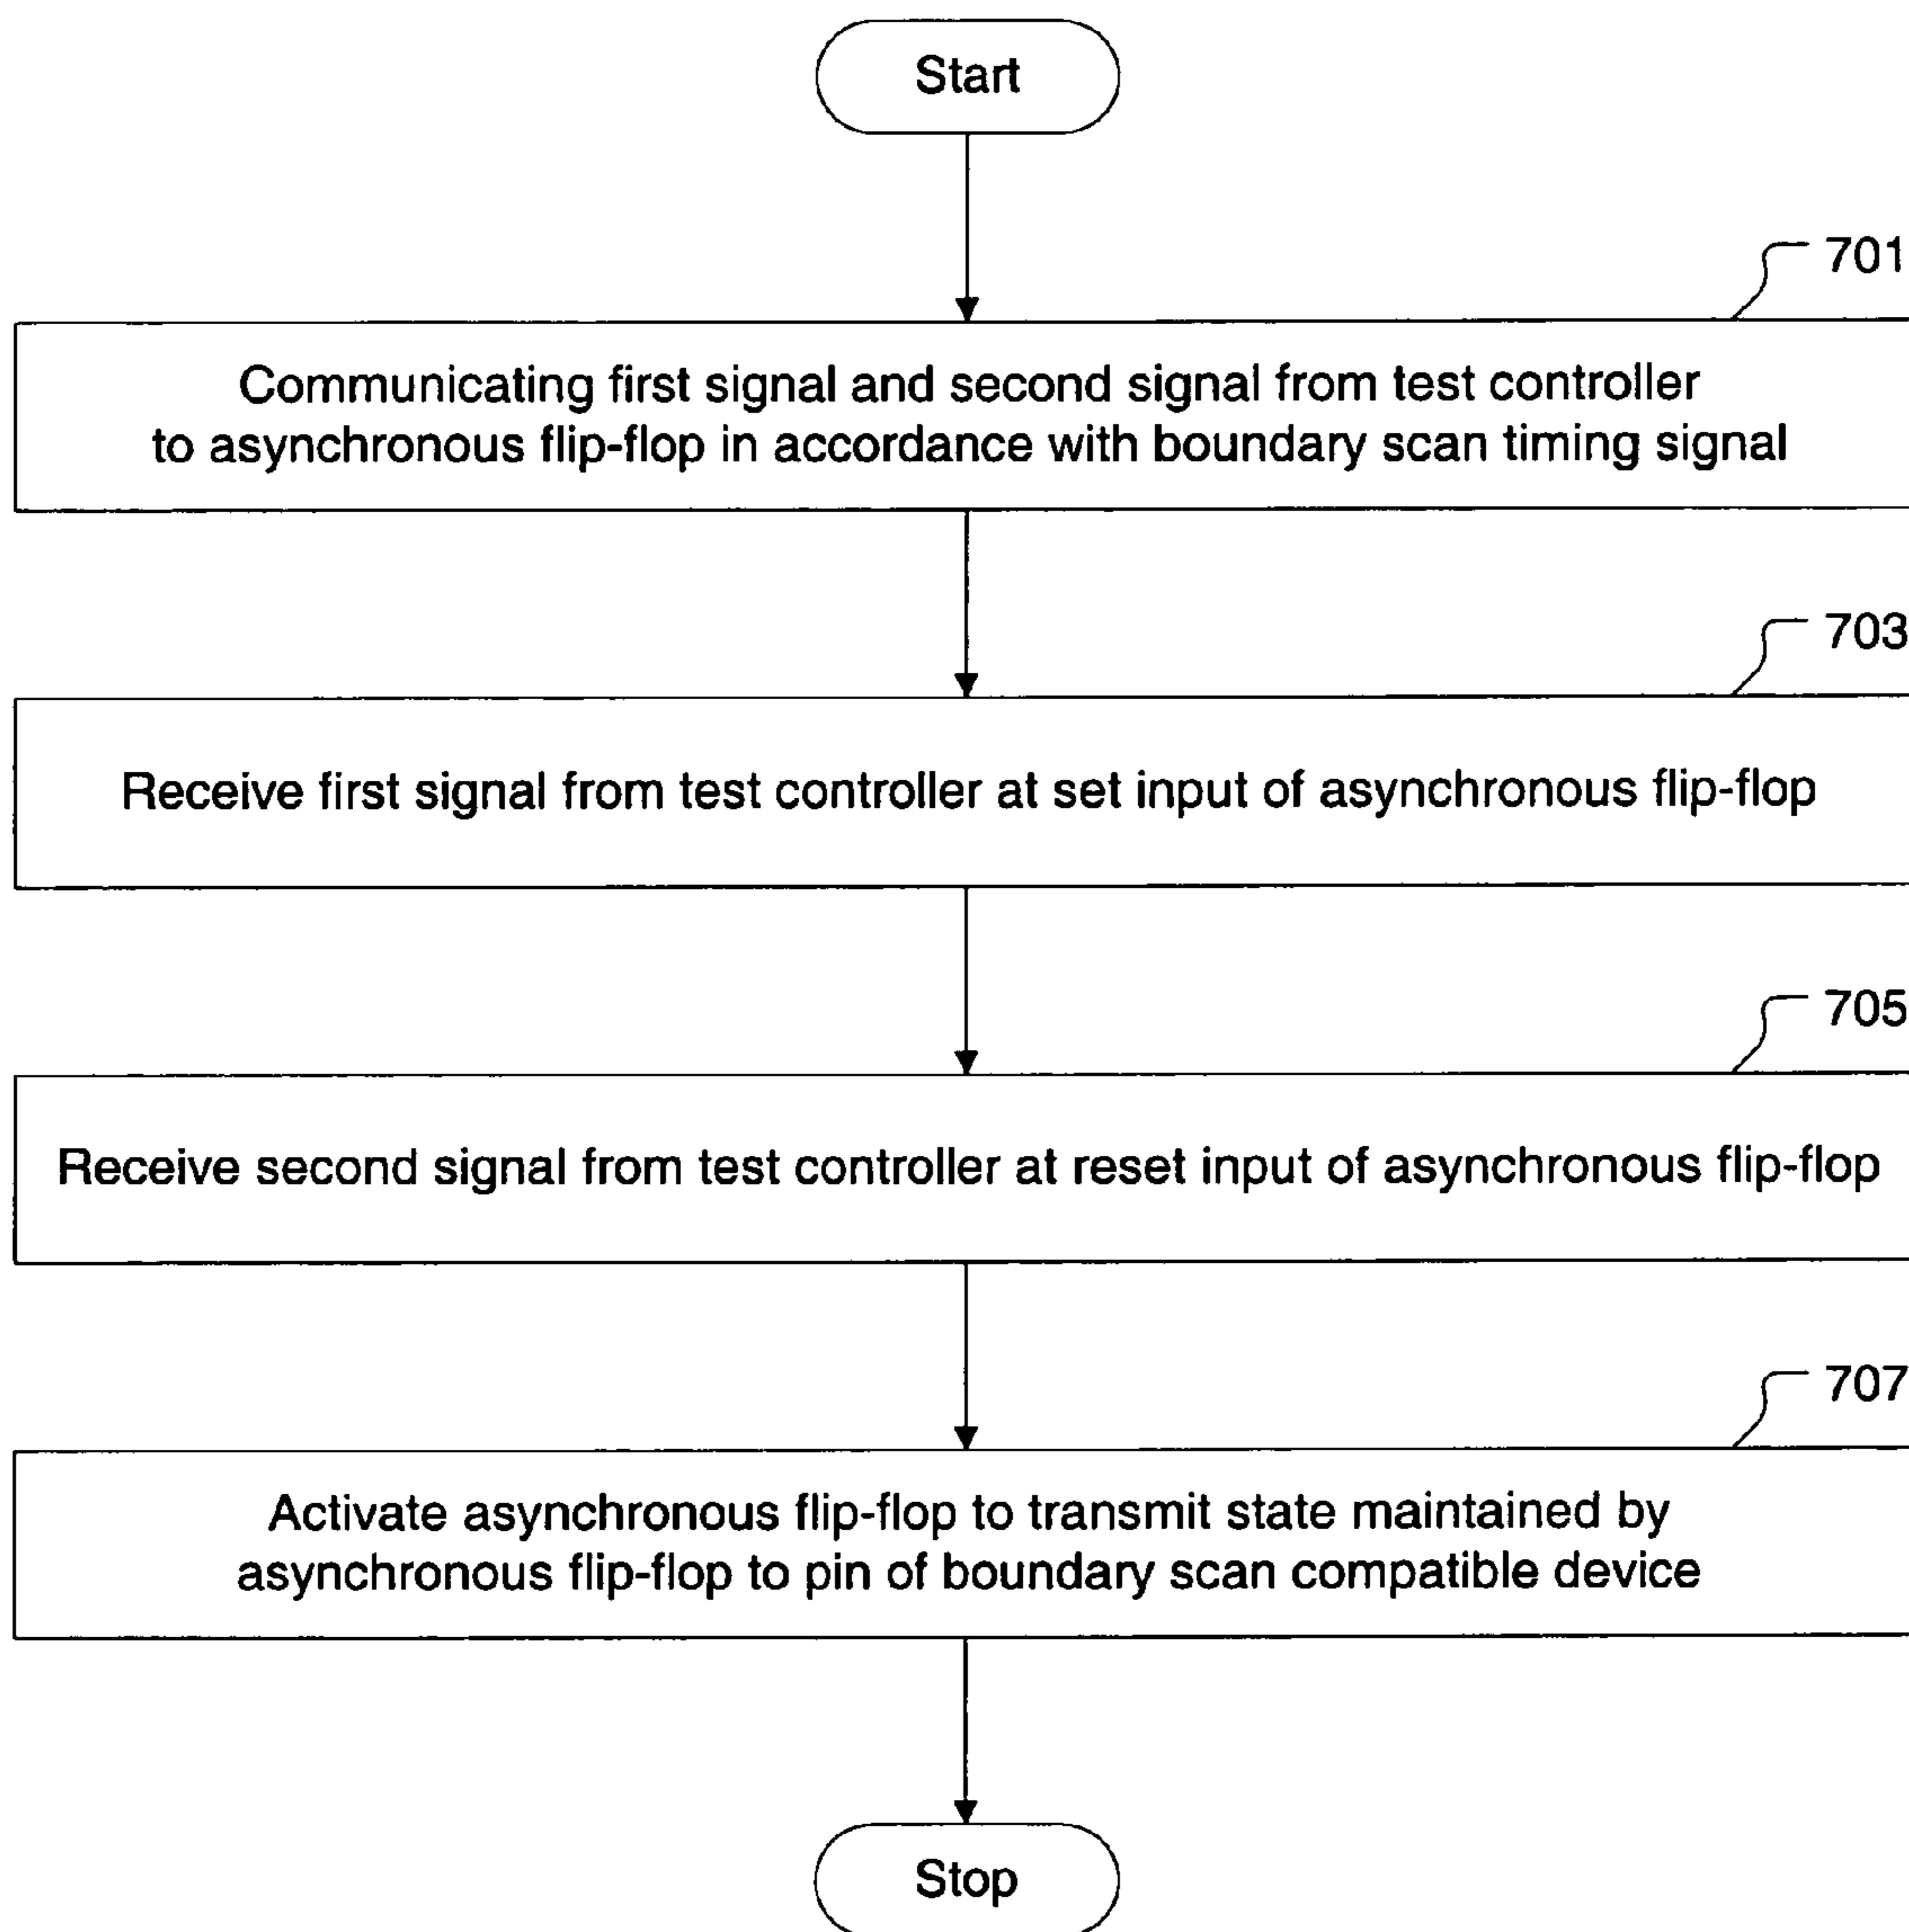 Start
701
Communicating first signal and second signal from test controller
to asynchronous flip-flop in accordance with boundary scan timing signal
703
Receive first signal from test controller at set input of asynchronous flip-flop
705
Receive second signal from test controller at reset input of asynchronous flip-flop
707
Activate asynchronous flip-flop to transmit state maintained by
asynchronous flip-flop to pin of boundary scan compatible device
Stop